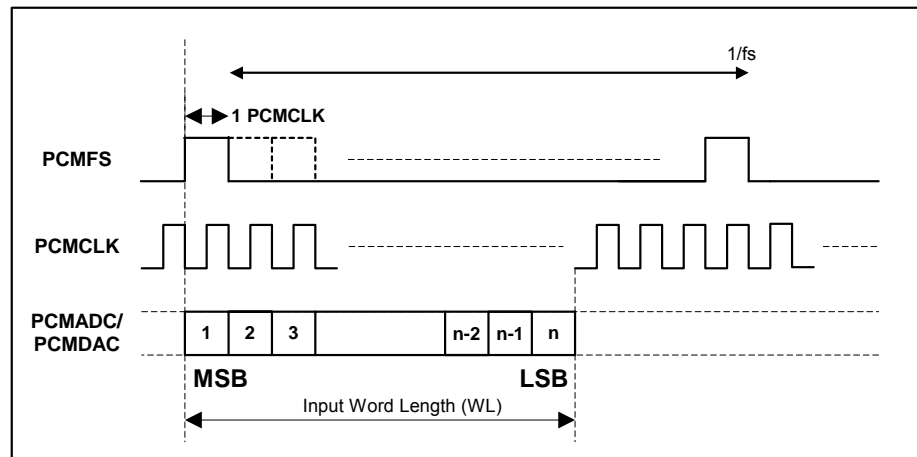 1/fs
1 PCMCLK
PCMFS
PCMCLK
PCMADC/
PCMDAC
1 2 3 n-2 n-1 n
MSB LSB
Input Word Length (WL)